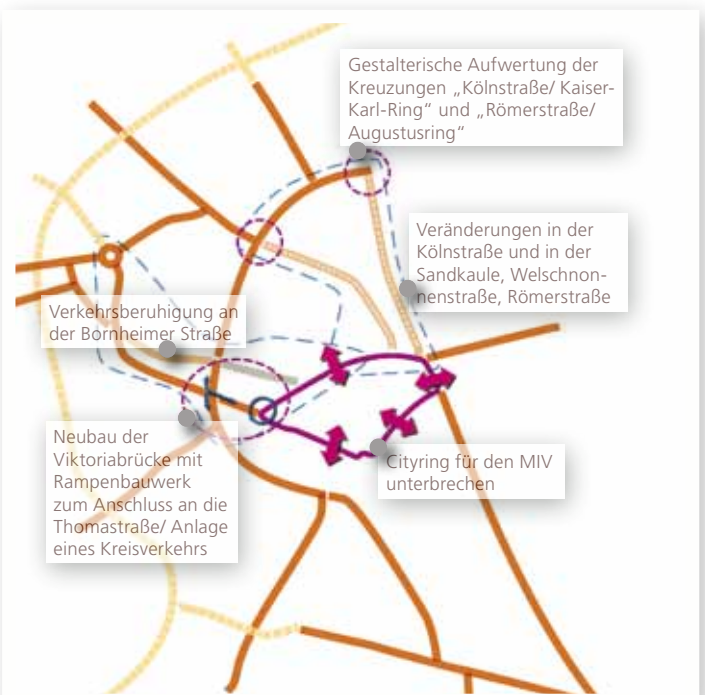 Gestalterische Aufwertung der
Kreuzungen „Kölnstraße/ Kaiser-
Karl-Ring“ und „Römerstraße/
Augustusring“
Veränderungen in der
Kölnstraße und in der
Sandkaule, Welschnon-
nenstraße, Römerstraße
Verkehrsberuhigung an
der Bornheimer Straße
Neubau der
Viktoriabrücke mit
Rampenbauwerk
zum Anschluss an die
Thomastraße/ Anlage
eines Kreisverkehrs
Cityring für den MIV
unterbrechen